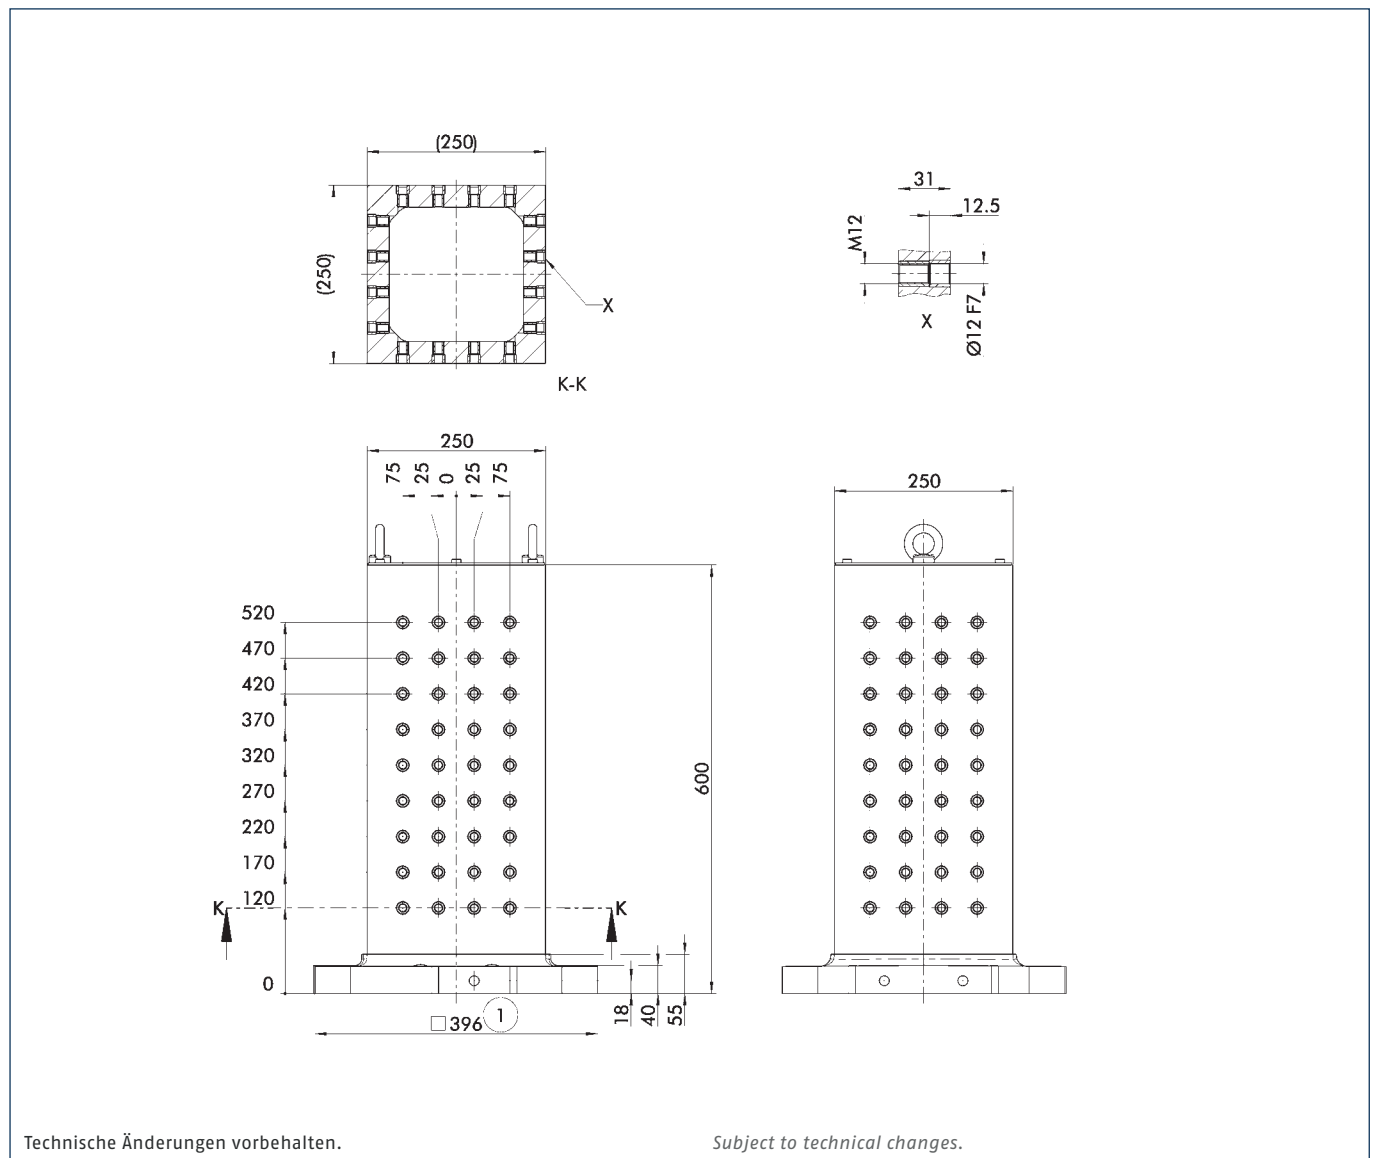 (250)
(250)
X
K-K
31
12.5
M12
Ø12 F7
X
250
75 25 0 25 75
250
520
470
420
370
320
270
220
170
120
K K
0
600
18 40 55
□ 396 1
Technische Änderungen vorbehalten.
Subject to technical changes.